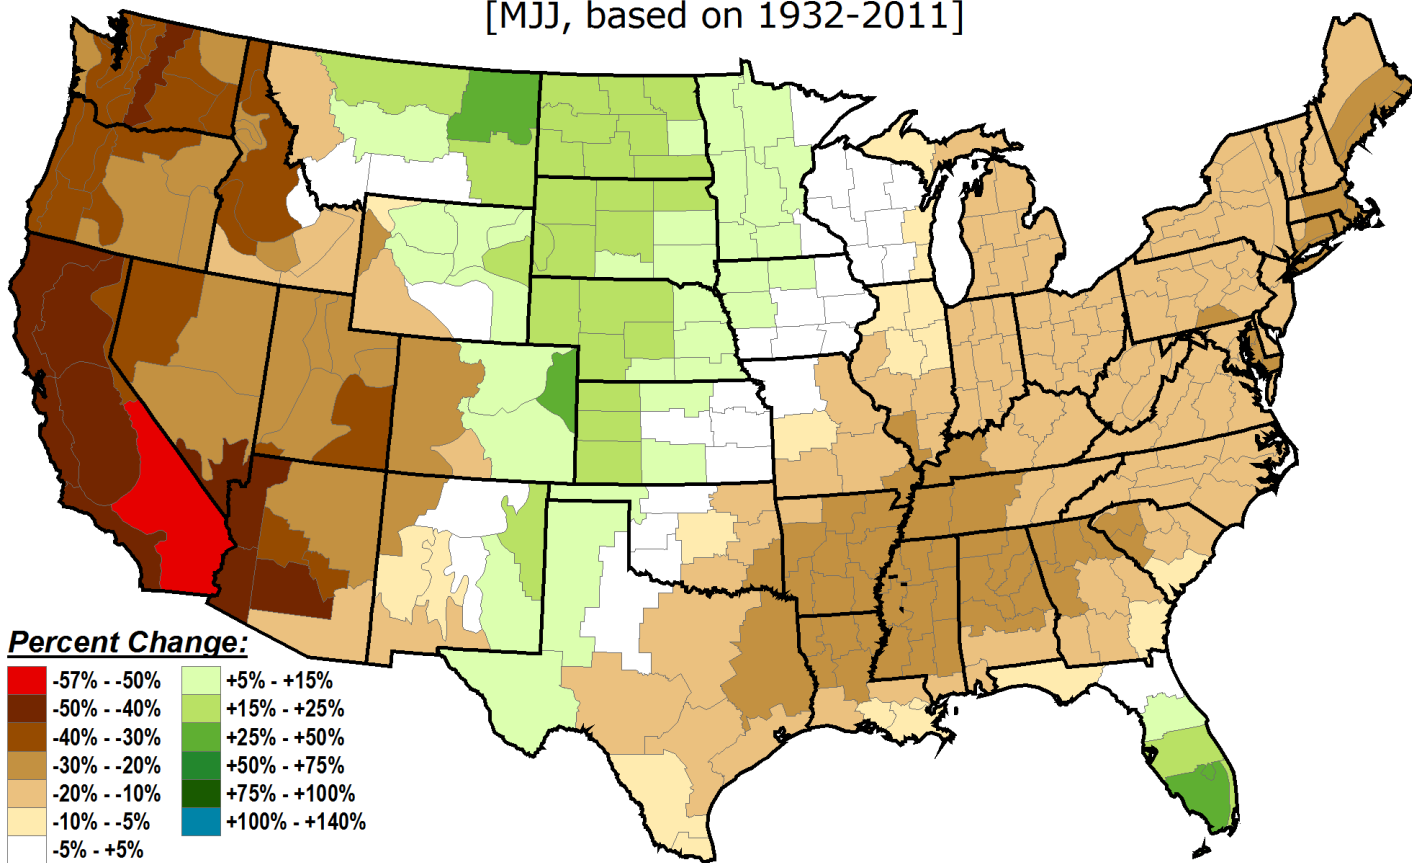 [MJJ, based on 1932-2011]
Percent Change:
-57% - -50%
-50% - -40%
-40% - -30%
-30% - -20%
-20% - -10%
-10% - -5%
-5% - +5%
+5% - +15%
+15% - +25%
+25% - +50%
+50% - +75%
+75% - +100%
+100% - +140%